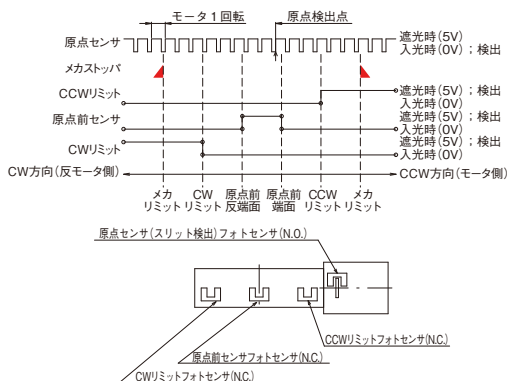 モータ1回転
原点検出点
原点センサ
遮光時(5V)
入光時(0V);検出
メカストッパ
CCWリミット
遮光時(5V);検出
入光時(0V)
原点前センサ
遮光時(5V);検出
入光時(0V)
CWリミット
遮光時(5V);検出
入光時(0V)
CW方向(反モータ側)
CCW方向(モータ側)
メカ
リミット
CW
リミット
原点前
反端面
原点前
端面
CCW
リミット
メカ
リミット
原点センサ(スリット検出)フォトセンサ(N.O.)
CCWリミットフォトセンサ(N.C.)
原点前センサフォトセンサ(N.C.)
CWリミットフォトセンサ(N.C.)